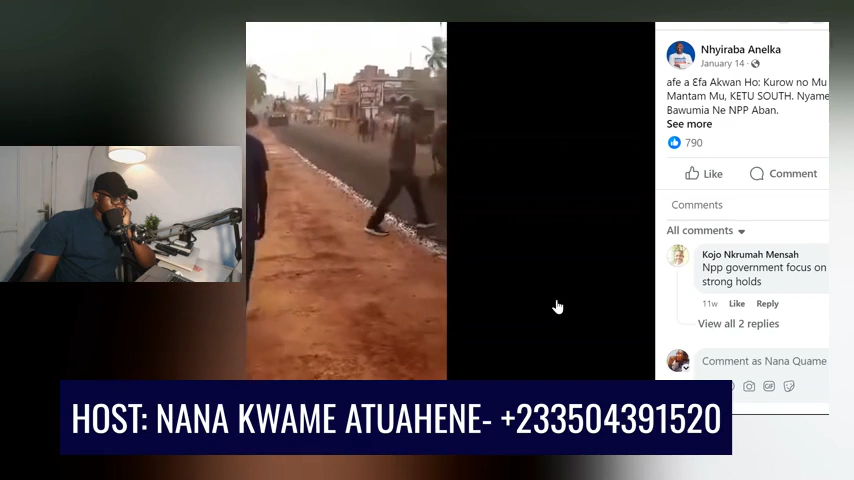 Nhyiraba Anelka
January 14 ·
afe a Ɛfa Akwan Ho: Kurow no Mu
Mantam Mu, KETU SOUTH. Nyame
Bawumia Ne NPP Aban.
See more
790
Like Comment
Comments
All comments
Kojo Nkrumah Mensah
Npp government focus on
strong holds
11w Like Reply
View all 2 replies
Comment as Nana Quame
GIF
HOST: NANA KWAME ATUAHENE- +233504391520